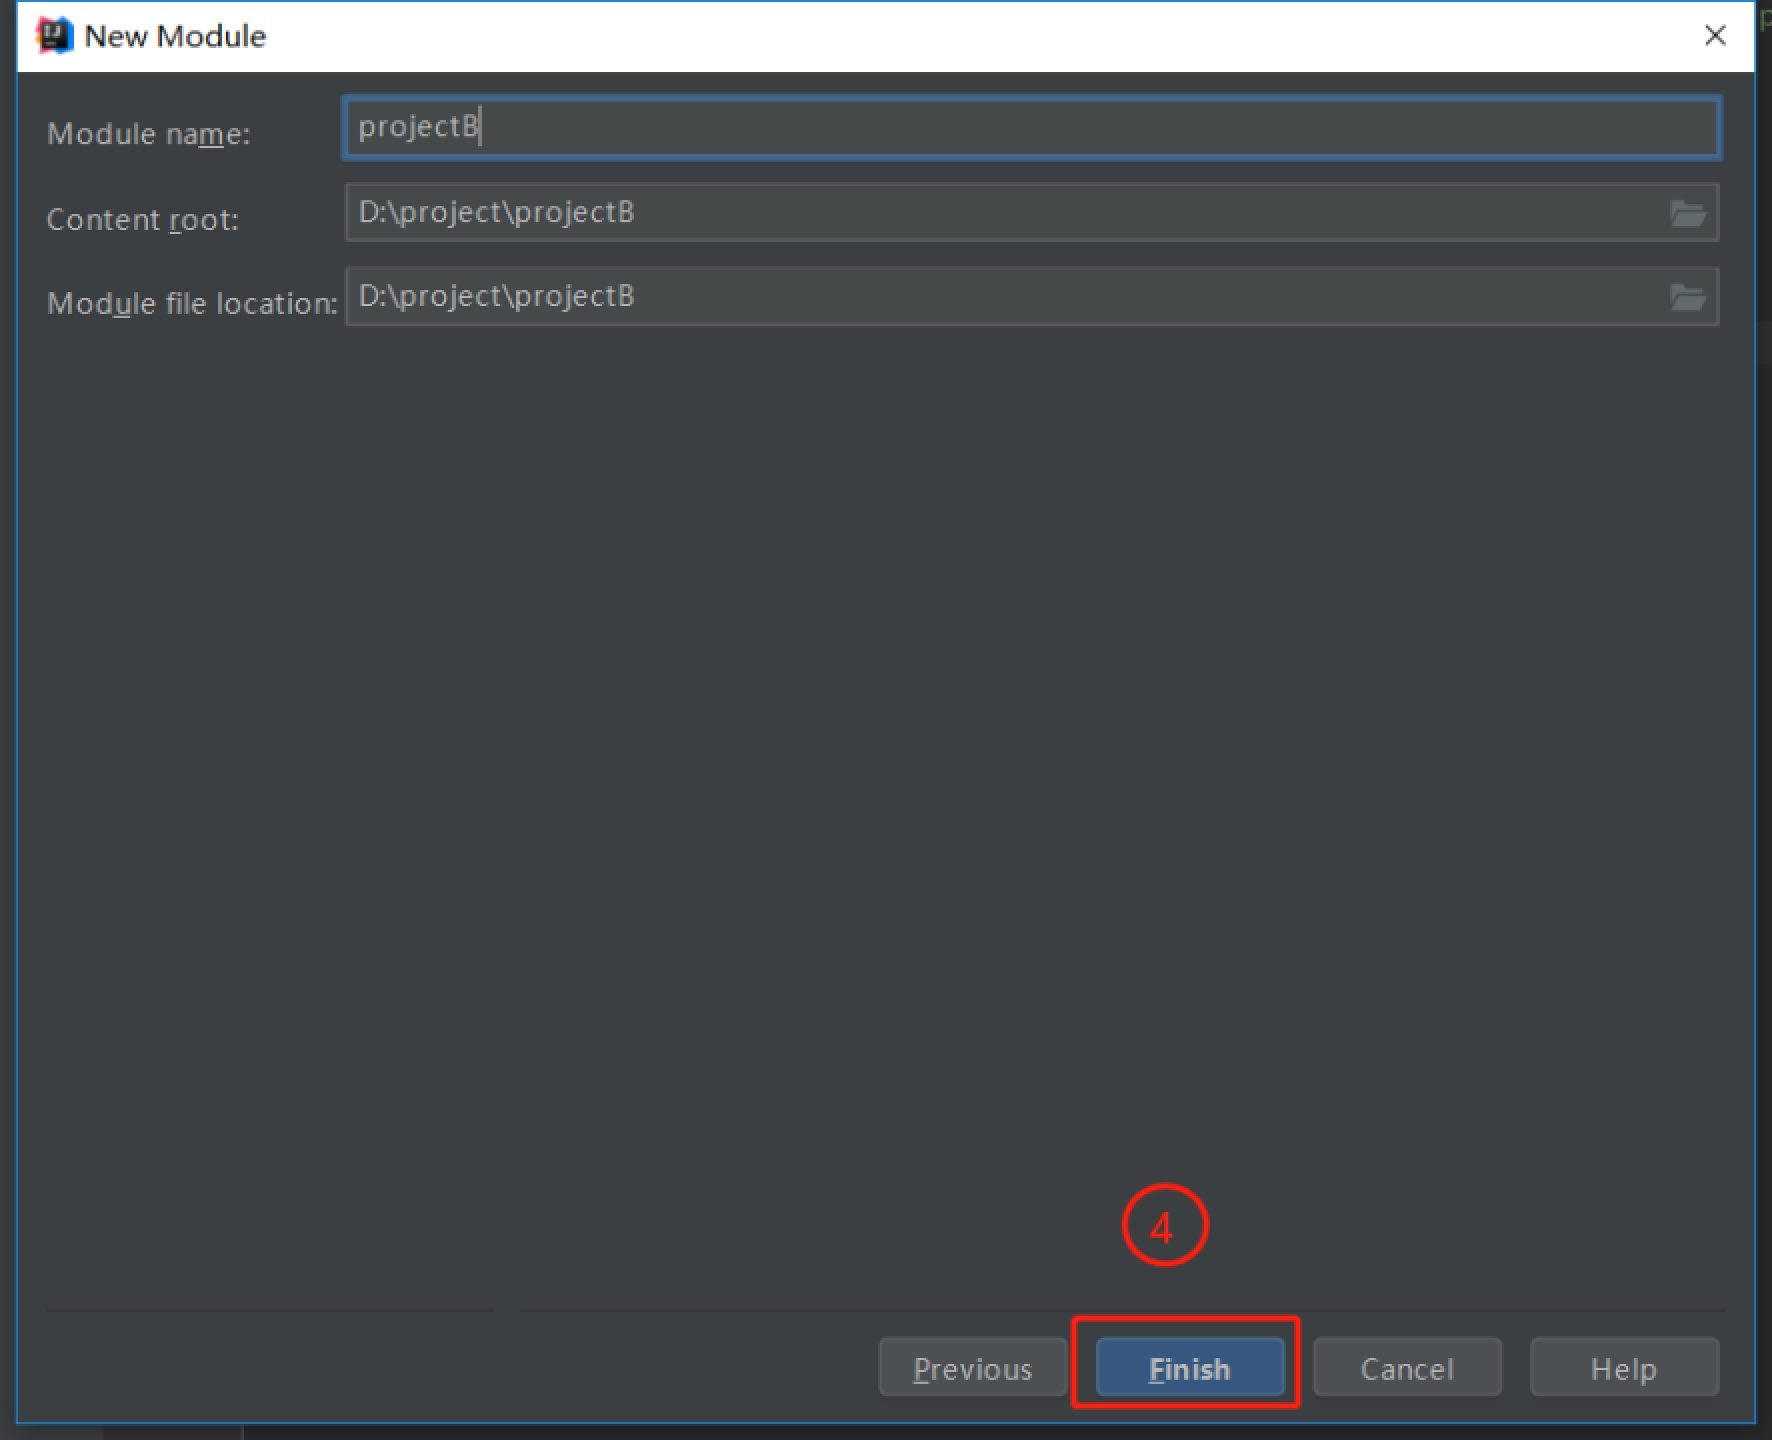 New Module
Module name: projectB
Content root: D:\project\projectB
Module file location: D:\project\projectB
4
Previous Finish Cancel Help